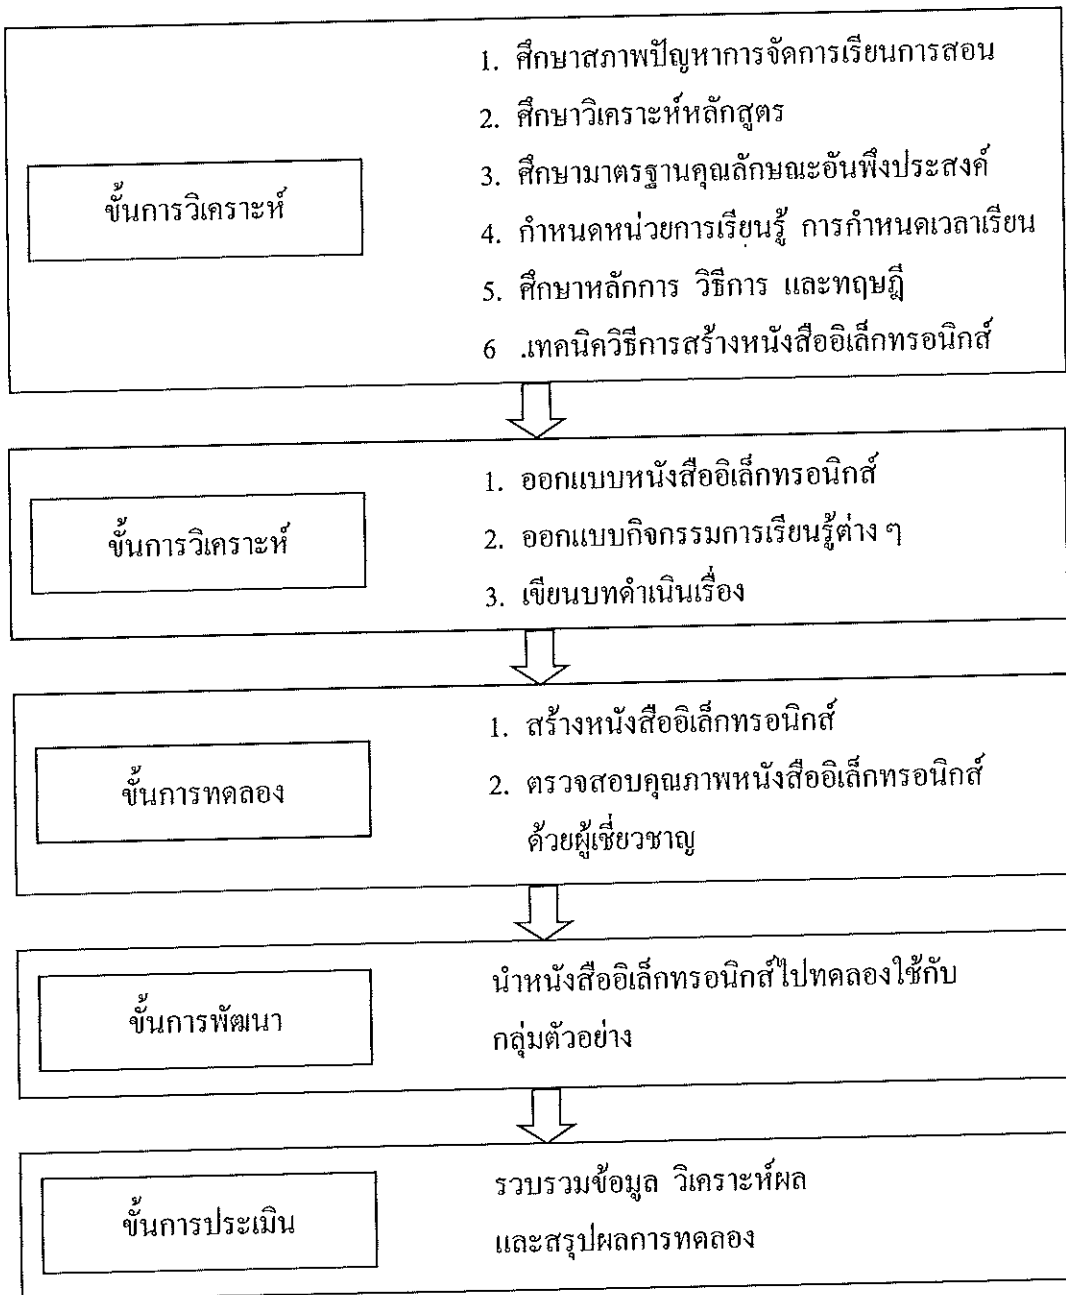 ขั้นการวิเคราะห์
1. ศึกษาสภาพปัญหาการจัดการเรียนการสอน
2. ศึกษาวิเคราะห์หลักสูตร
3. ศึกษามาตรฐานคุณลักษณะอันพึงประสงค์
4. กำหนดหน่วยการเรียนรู้ การกำหนดเวลาเรียน
5. ศึกษาหลักการ วิธีการ และทฤษฎี
6 .เทคนิควิธีการสร้างหนังสืออิเล็กทรอนิกส์
ขั้นการวิเคราะห์
1. ออกแบบหนังสืออิเล็กทรอนิกส์
2. ออกแบบกิจกรรมการเรียนรู้ต่าง ๆ
3. เขียนบทดำเนินเรื่อง
ขั้นการทดลอง
1. สร้างหนังสืออิเล็กทรอนิกส์
2. ตรวจสอบคุณภาพหนังสืออิเล็กทรอนิกส์
ด้วยผู้เชี่ยวชาญ
ขั้นการพัฒนา
นำหนังสืออิเล็กทรอนิกส์ไปทดลองใช้กับ
กลุ่มตัวอย่าง
ขั้นการประเมิน
รวบรวมข้อมูล วิเคราะห์ผล
และสรุปผลการทดลอง